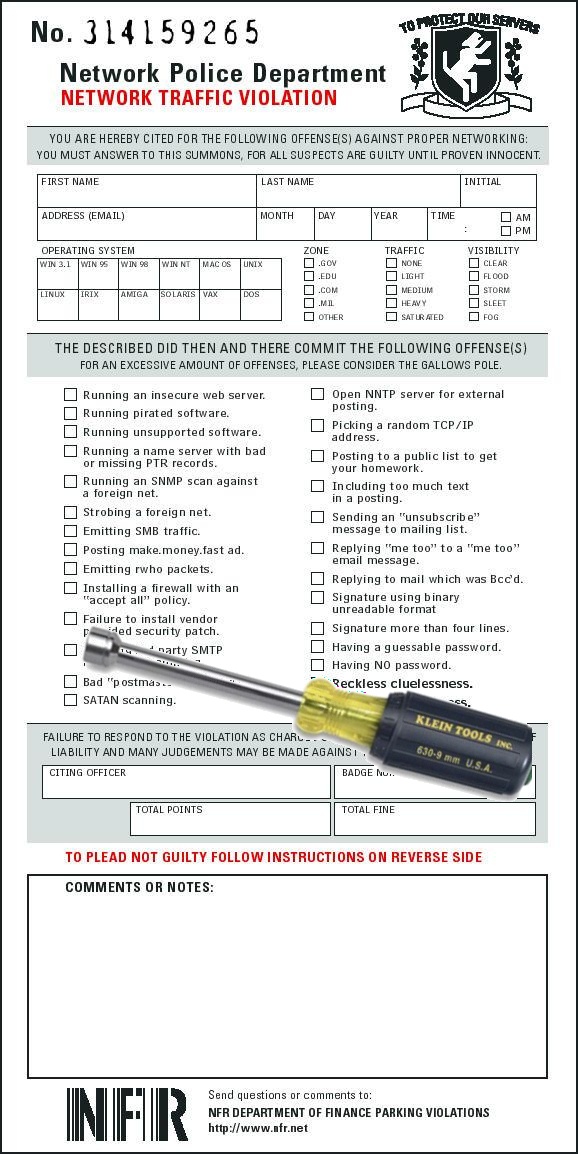 No. 314159265
TO PROTECT OUR SERVERS
Network Police Department
NETWORK TRAFFIC VIOLATION
YOU ARE HEREBY CITED FOR THE FOLLOWING OFFENSE(S) AGAINST PROPER NETWORKING:
YOU MUST ANSWER TO THIS SUMMONS, FOR ALL SUSPECTS ARE GUILTY UNTIL PROVEN INNOCENT.
FIRST NAME LAST NAME INITIAL
ADDRESS (EMAIL) MONTH DAY YEAR TIME : AM
PM
OPERATING SYSTEM ZONE TRAFFIC VISIBILITY
WIN 3.1 WIN 95 WIN 98 WIN NT MAC OS UNIX
LINUX IRIX AMIGA SOLARIS VAX DOS
.GOV NONE CLEAR
.EDU LIGHT FLOOD
.COM MEDIUM STORM
.MIL HEAVY SLEET
OTHER SATURATED FOG
THE DESCRIBED DID THEN AND THERE COMMIT THE FOLLOWING OFFENSE(S)
FOR AN EXCESSIVE AMOUNT OF OFFENSES, PLEASE CONSIDER THE GALLOWS POLE.
Running an insecure web server.
Running pirated software.
Running unsupported software.
Running a name server with bad
or missing PTR records.
Running an SNMP scan against
a foreign net.
Strobing a foreign net.
Emitting SMB traffic.
Posting make.money.fast ad.
Emitting rwho packets.
Installing a firewall with an
"accept all" policy.
Failure to install vendor
security patch.
party SMTP
Bad "postmas
SATAN scanning.
Open NNTP server for external
posting.
Picking a random TCP/IP
address.
Posting to a public list to get
your homework.
Including too much text
in a posting.
Sending an "unsubscribe"
message to mailing list.
Replying "me too" to a "me too"
email message.
Replying to mail which was Bcc'd.
Signature using binary
unreadable format
Signature more than four lines.
Having a guessable password.
Having NO password.
Reckless cluelessness.
KLEIN TOOLS INC.
630-9 mm U.S.A.
FAILURE TO RESPOND TO THE VIOLATION AS CHARG
LIABILITY AND MANY JUDGEMENTS MAY BE MADE AGAINST
CITING OFFICER BADGE NO.
TOTAL POINTS TOTAL FINE
TO PLEAD NOT GUILTY FOLLOW INSTRUCTIONS ON REVERSE SIDE
COMMENTS OR NOTES:
NFR
Send questions or comments to:
NFR DEPARTMENT OF FINANCE PARKING VIOLATIONS
http://www.nfr.net